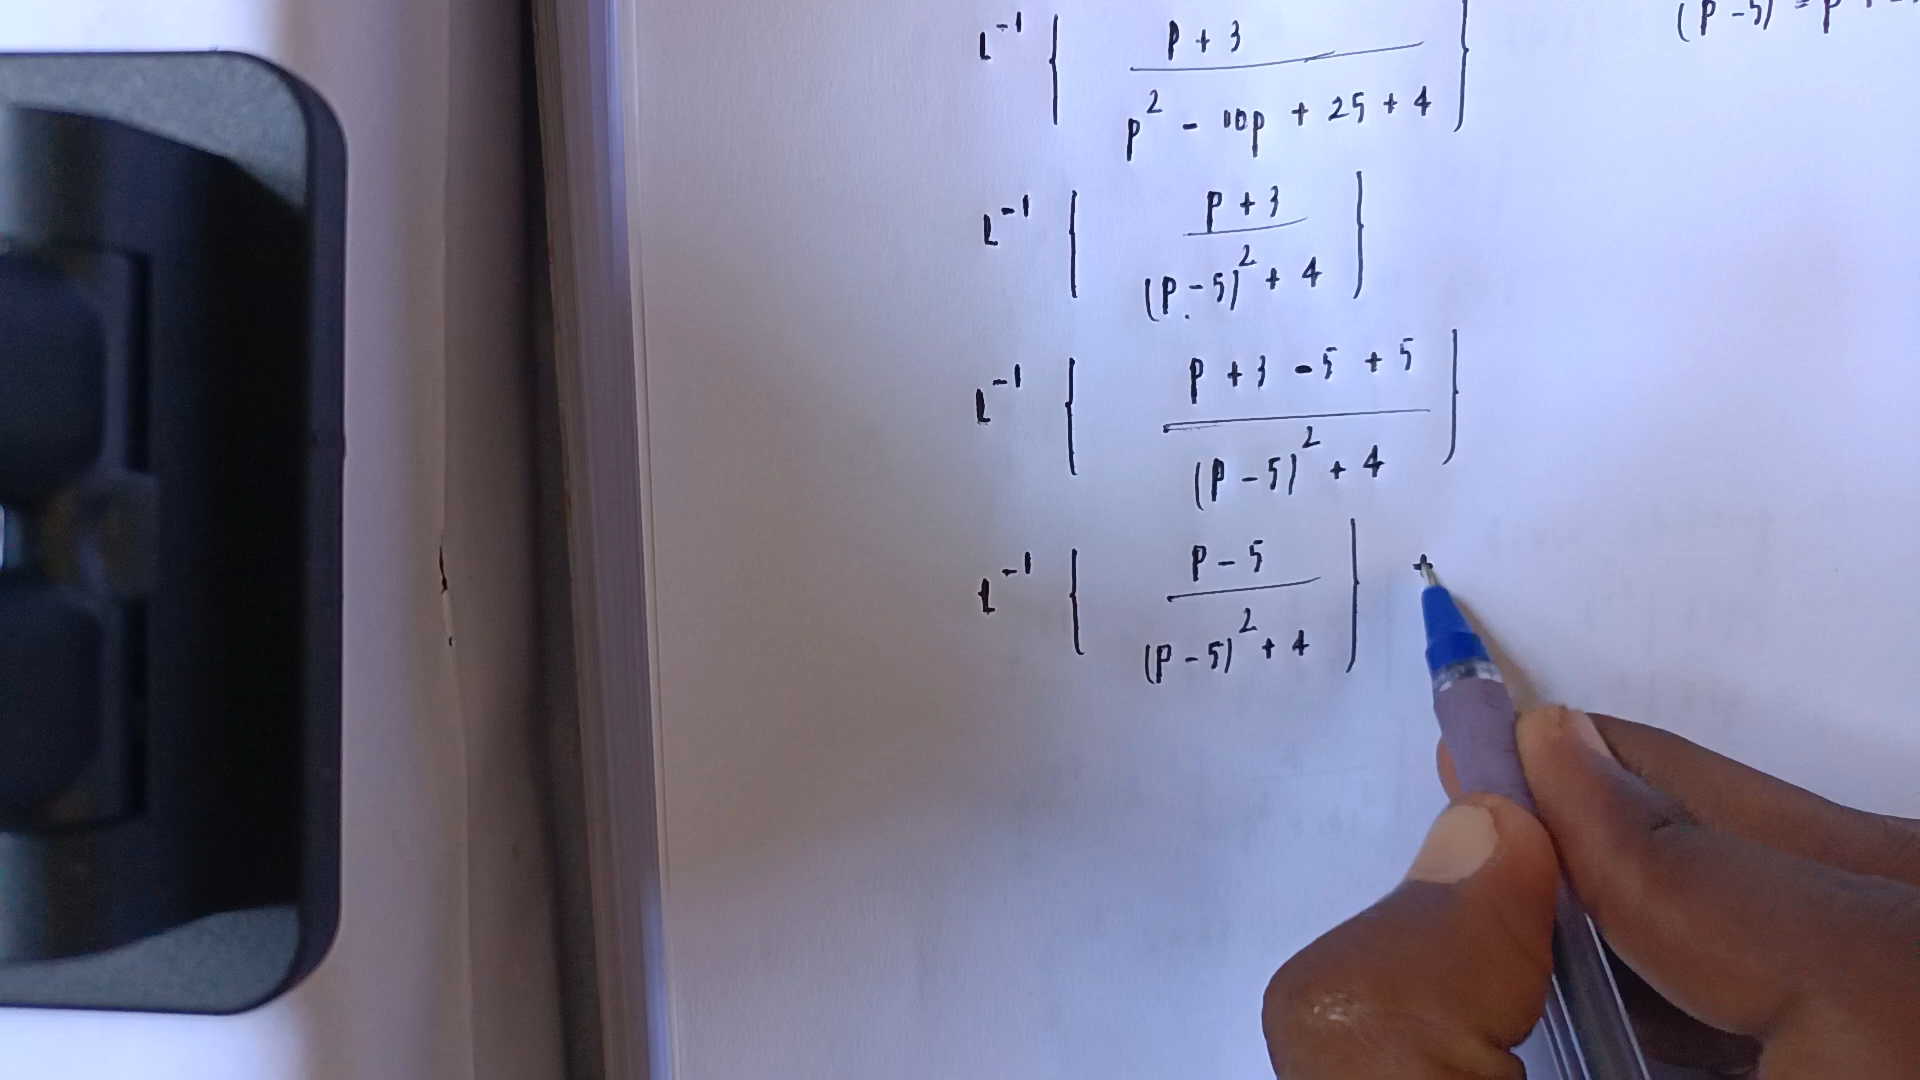 L⁻¹ { (p + 3) / (p² - 10p + 25 + 4) }
L⁻¹ { (p + 3) / ((p - 5)² + 4) }
L⁻¹ { (p + 3 - 5 + 5) / ((p - 5)² + 4) }
L⁻¹ { (p - 5) / ((p - 5)² + 4) } +